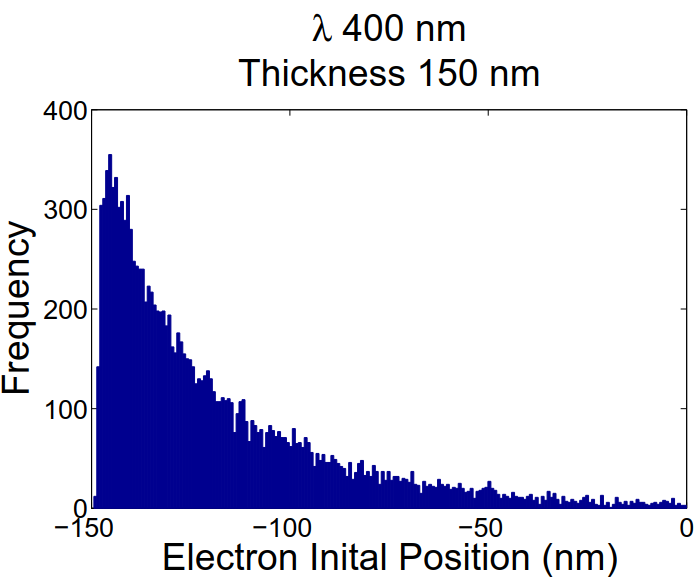 λ 400 nm
Thickness 150 nm
400
300
200
100
0
Frequency
−150
−100
−50
0
Electron Inital Position (nm)